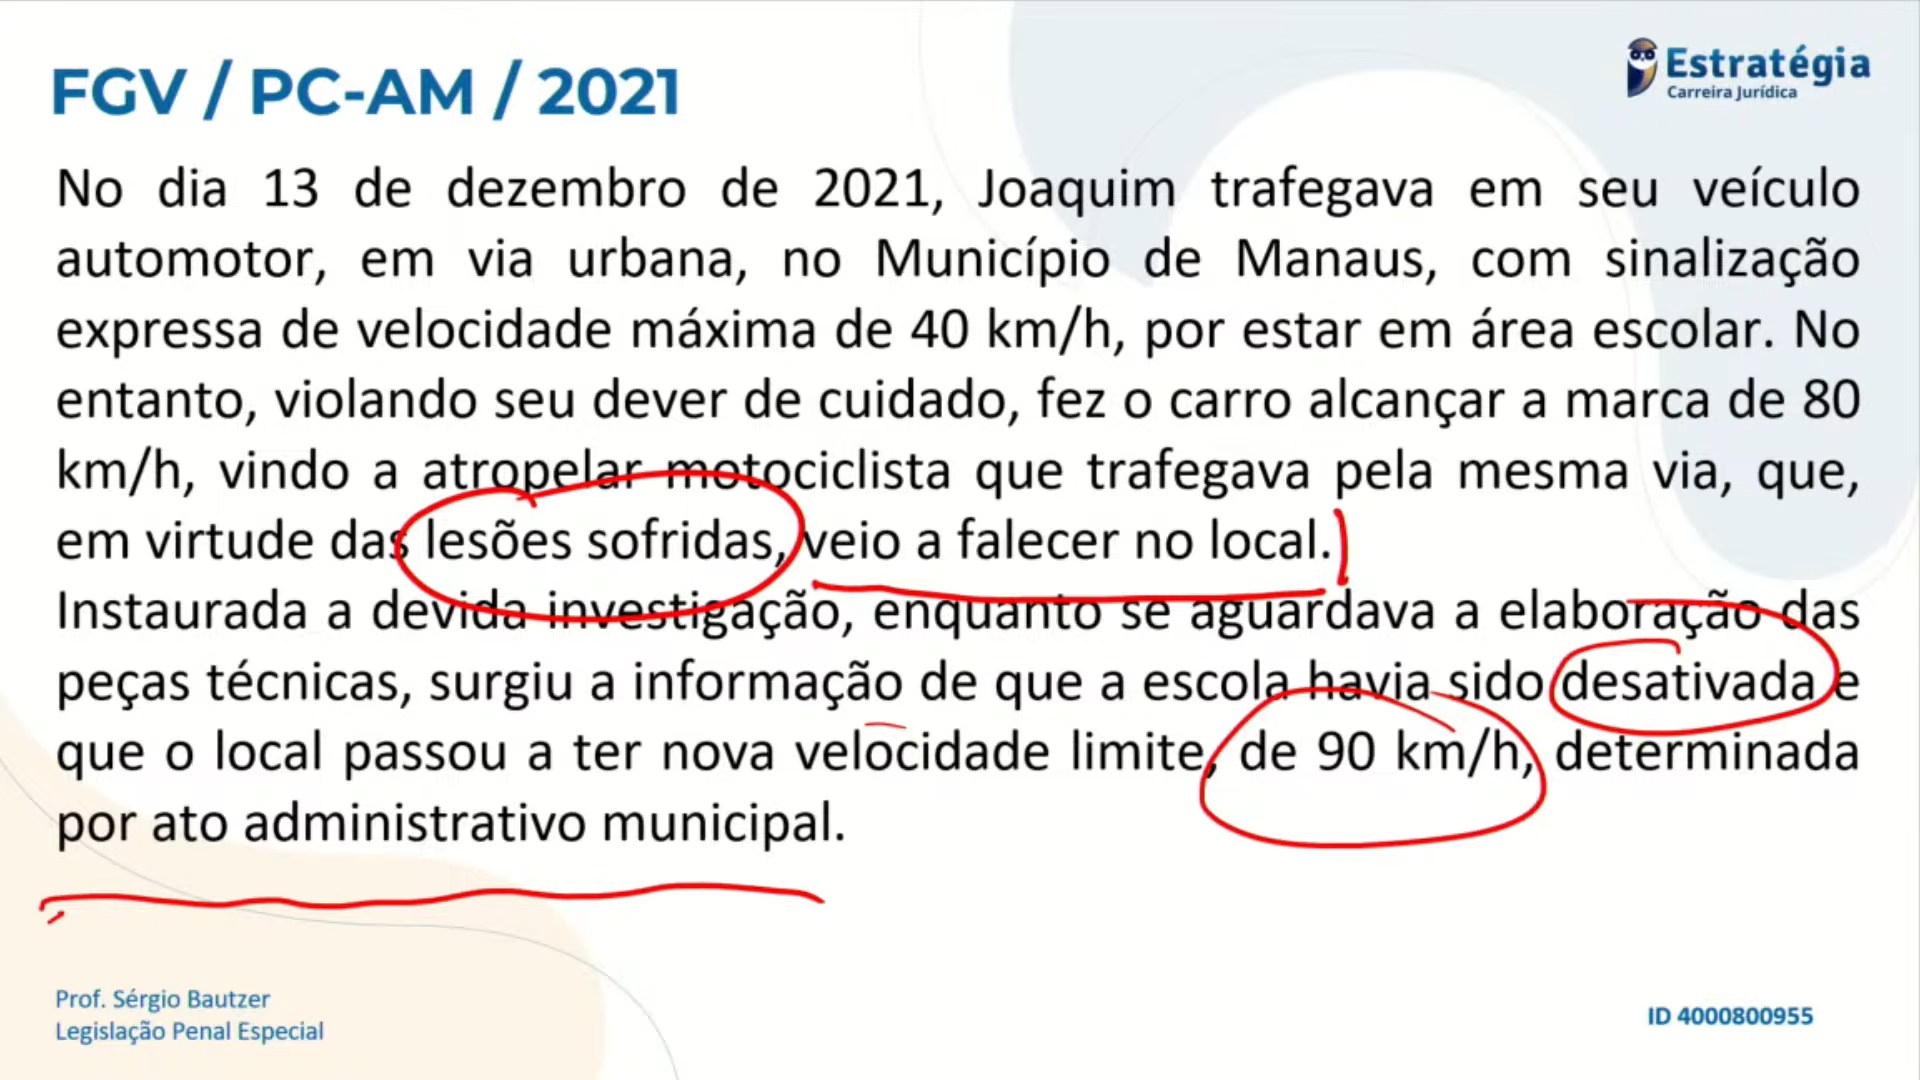 FGV / PC-AM / 2021
Estratégia
Carreira Jurídica
No dia 13 de dezembro de 2021, Joaquim trafegava em seu veículo
automotor, em via urbana, no Município de Manaus, com sinalização
expressa de velocidade máxima de 40 km/h, por estar em área escolar. No
entanto, violando seu dever de cuidado, fez o carro alcançar a marca de 80
km/h, vindo a atropelar motociclista que trafegava pela mesma via, que,
em virtude das lesões sofridas, veio a falecer no local.
Instaurada a devida investigação, enquanto se aguardava a elaboração das
peças técnicas, surgiu a informação de que a escola havia sido desativada e
que o local passou a ter nova velocidade limite, de 90 km/h, determinada
por ato administrativo municipal.
Prof. Sérgio Bautzer
Legislação Penal Especial
ID 4000800955